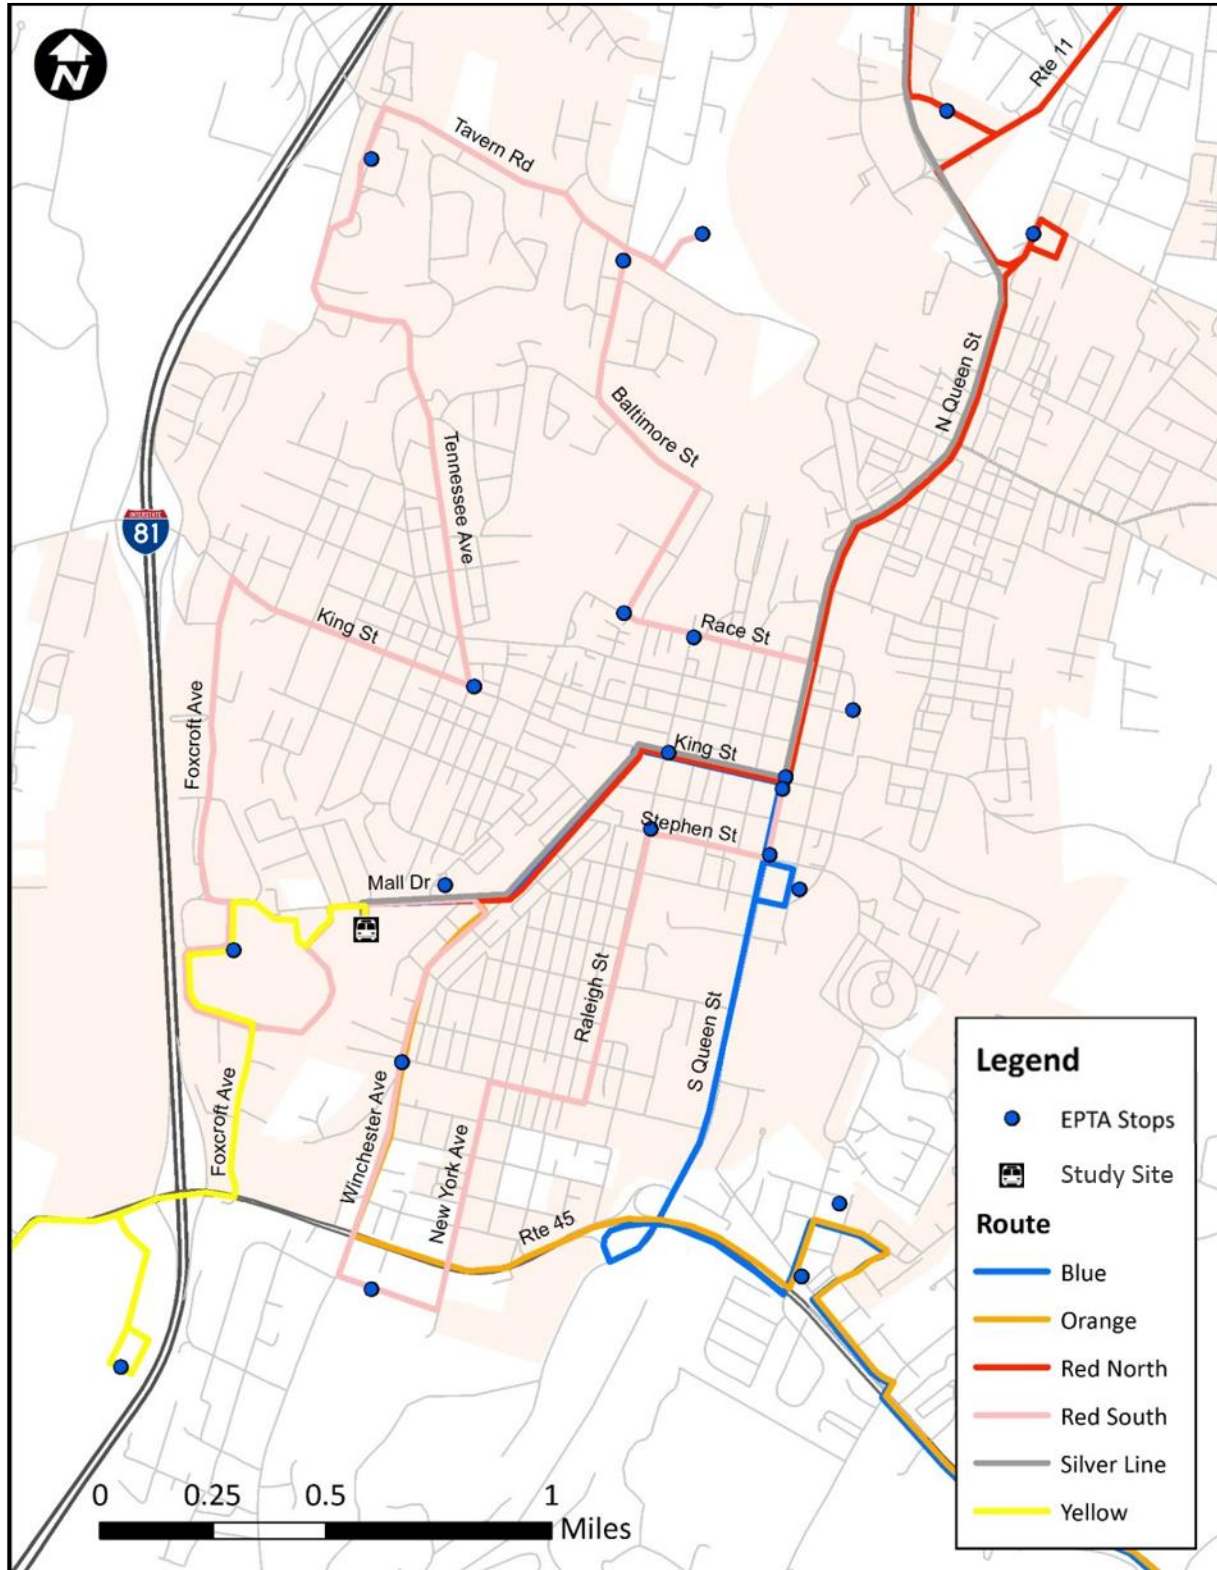 N
Rte 11
Tavern Rd
N Queen St
Baltimore St
Tennessee Ave
INTERSTATE
81
King St
Race St
Foxcroft Ave
King St
Stephen St
Mall Dr
Raleigh St
S Queen St
Foxcroft Ave
Winchester Ave
New York Ave
Rte 45
Legend
EPTA Stops
Study Site
Route
Blue
Orange
Red North
Red South
Silver Line
Yellow
0 0.25 0.5 1
Miles